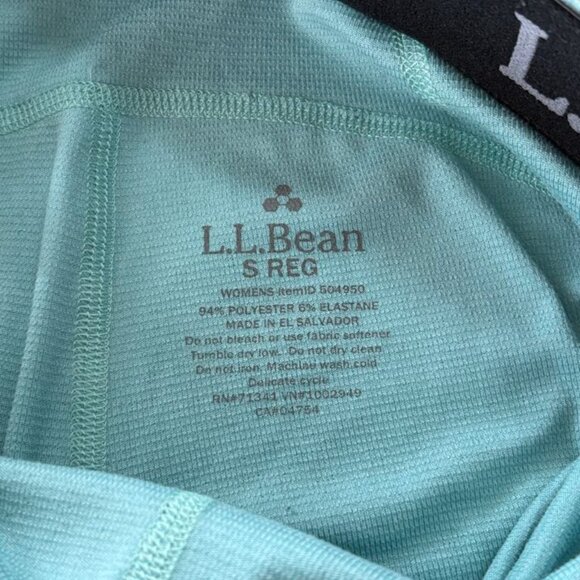 L.
L.L.Bean
S REG
WOMENS ItemID 504950
94% POLYESTER 6% ELASTANE
MADE IN EL SALVADOR
Do not bleach or use fabric softener
Tumble dry low. Do not dry clean
Do not iron. Machine wash cold
Delicate cycle
RN#71341 VN#1002949
CA#04754